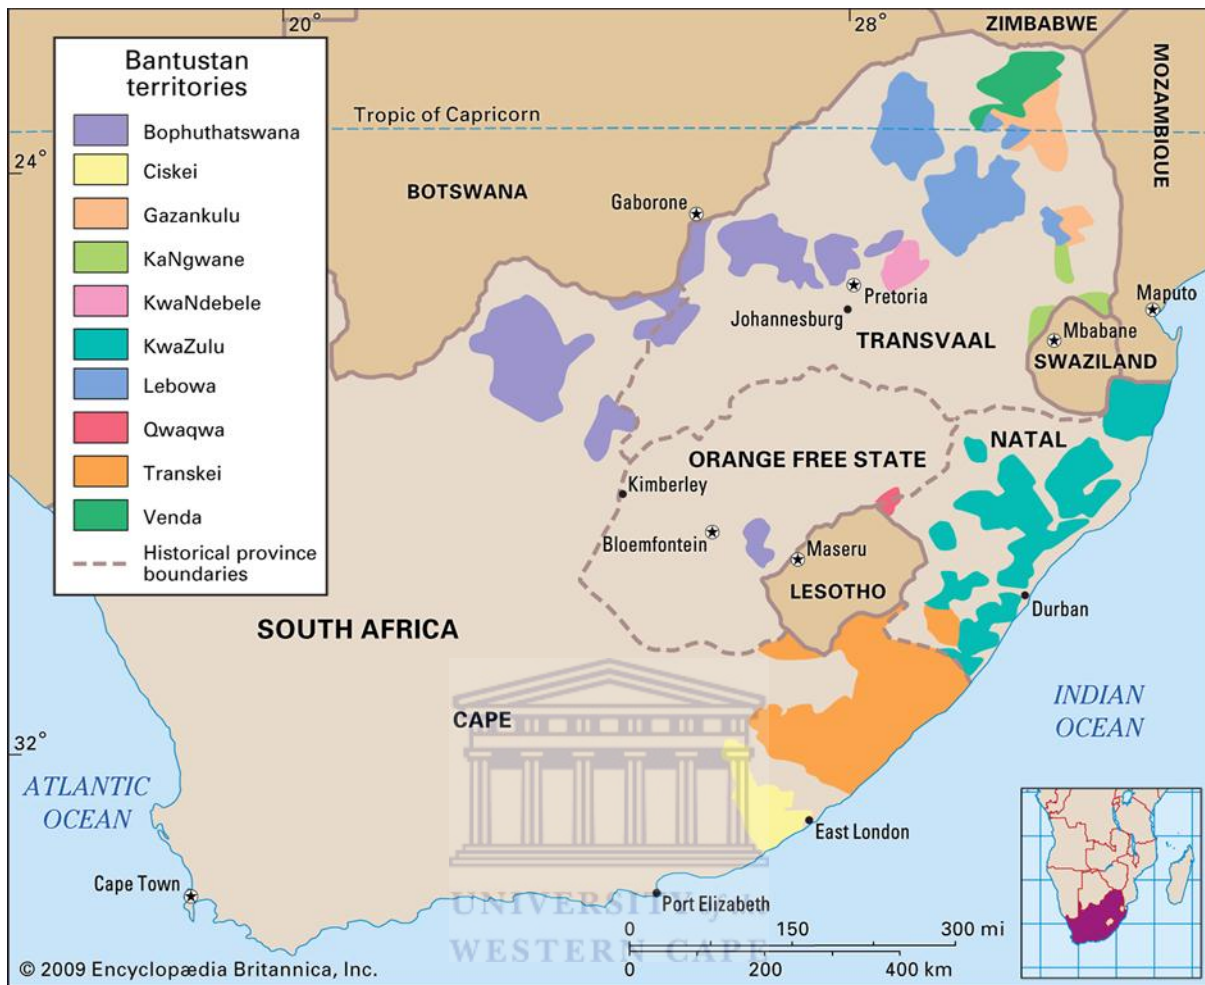 20°
28°
ZIMBABWE
Bantustan
territories
MOZAMBIQUE
Bophuthatswana
Tropic of Capricorn
Ciskei
24°
BOTSWANA
Gazankulu
Gaborone
KaNgwane
KwaNdebele
Pretoria
Maputo
Johannesburg
TRANSVAAL
Mbabane
KwaZulu
SWAZILAND
Lebowa
Qwaqwa
NATAL
ORANGE FREE STATE
Transkei
Kimberley
Venda
Bloemfontein
Maseru
Historical province
boundaries
LESOTHO
Durban
SOUTH AFRICA
INDIAN
OCEAN
CAPE
32°
ATLANTIC
OCEAN
East London
Cape Town
Port Elizabeth
UNIVERSITY of the
WESTERN CAPE
0 150 300 mi
0 200 400 km
© 2009 Encyclopædia Britannica, Inc.